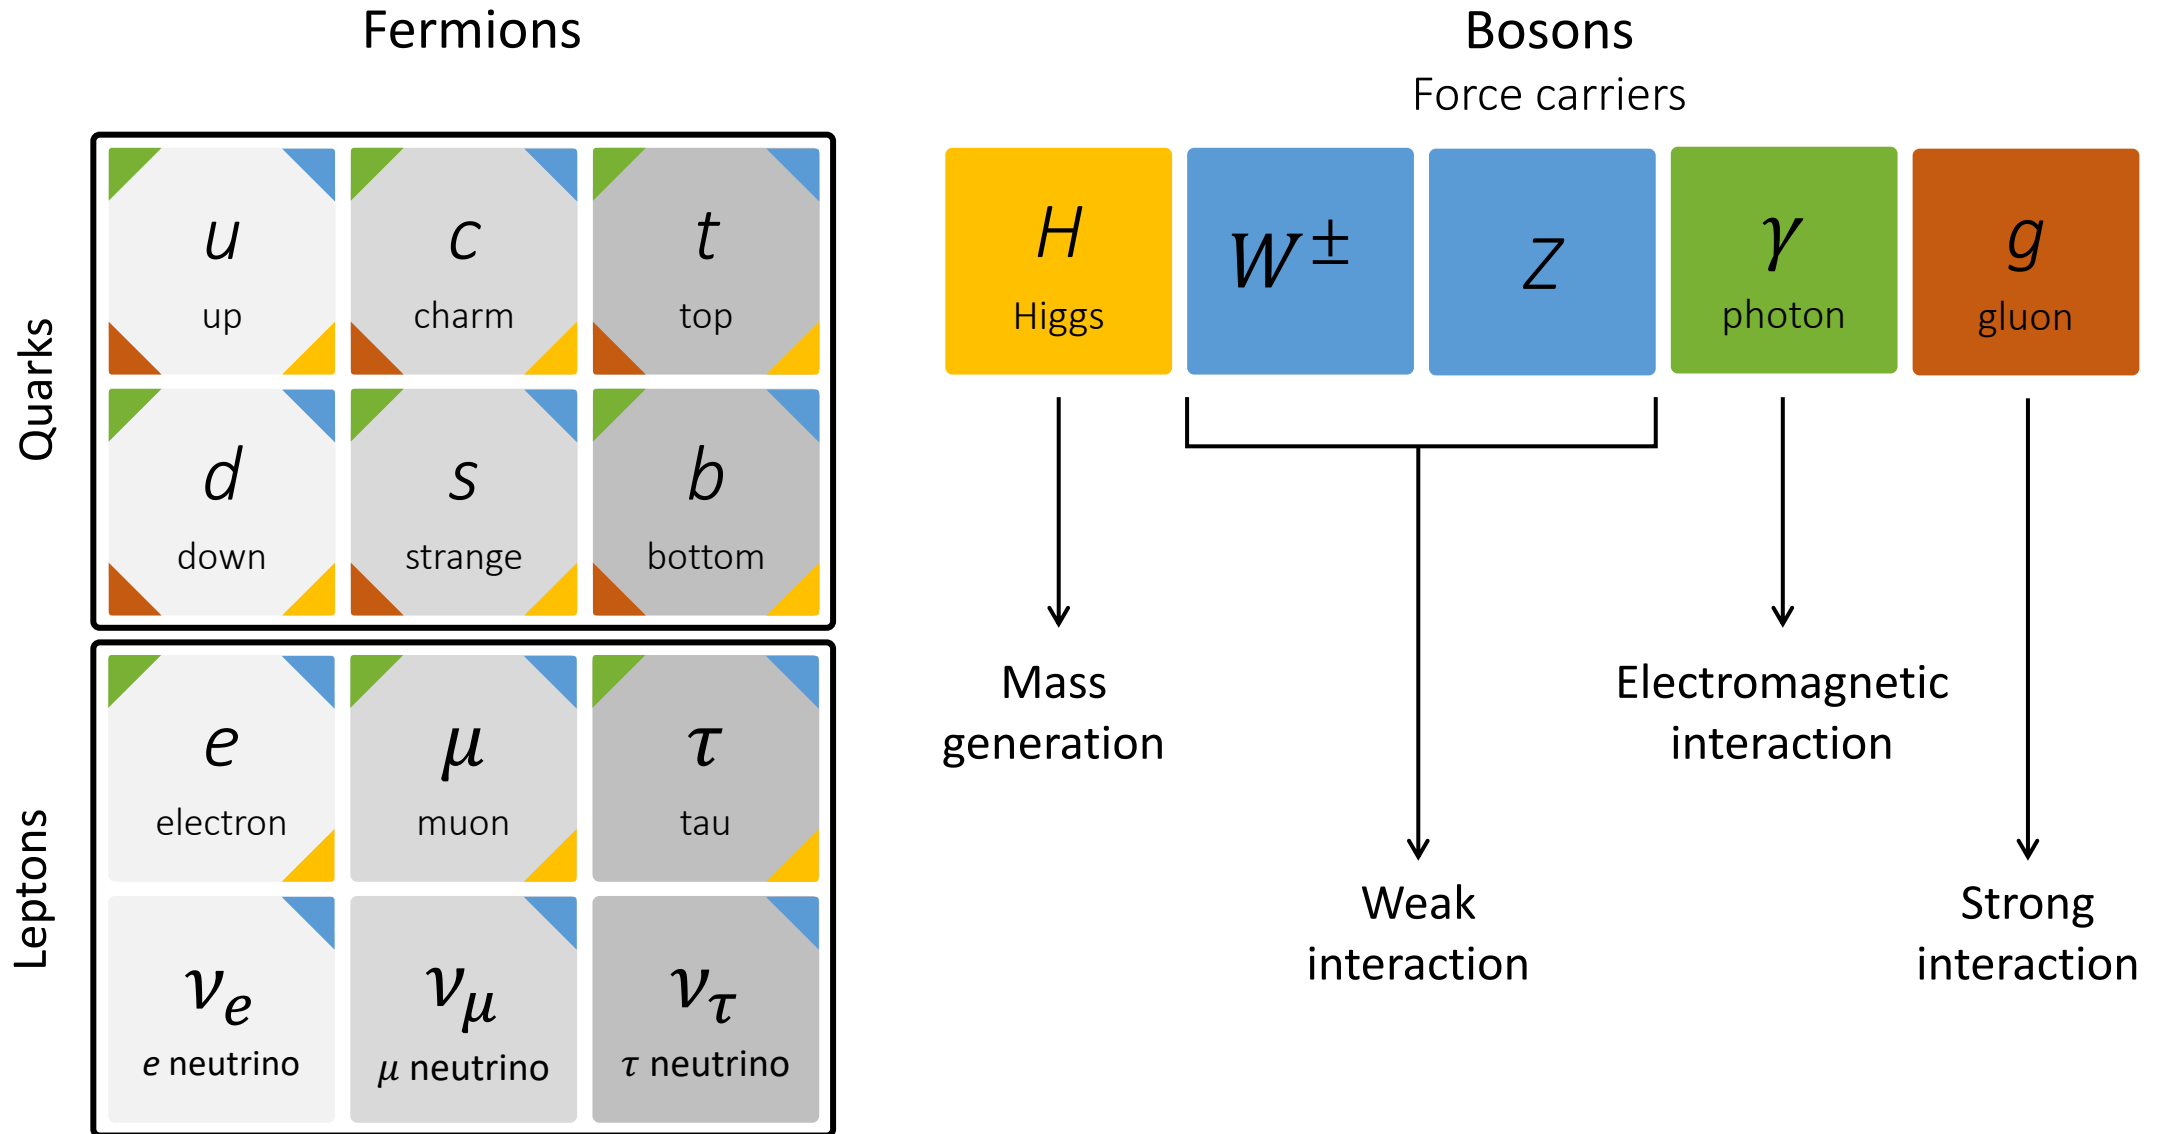 Fermions
Quarks
u
up
c
charm
t
top
d
down
s
strange
b
bottom
Leptons
e
electron
μ
muon
τ
tau
νe
e neutrino
νμ
μ neutrino
ντ
τ neutrino
Bosons
Force carriers
H
Higgs
W±
Z
γ
photon
g
gluon
Mass
generation
Weak
interaction
Electromagnetic
interaction
Strong
interaction